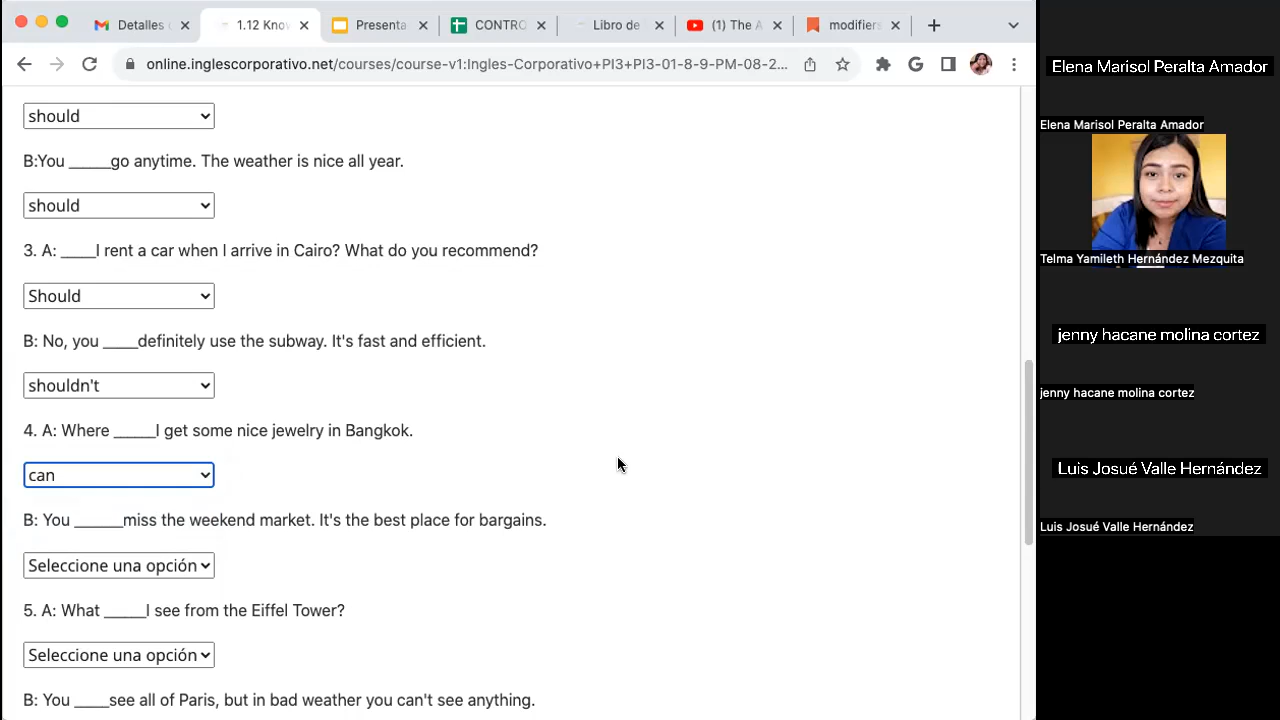 Detalles
1.12 Kno
Presenta
CONTRO
Libro de
(1) The A
modifiers
online.inglescorporativo.net/courses/course-v1:Ingles-Corporativo+PI3+PI3-01-8-9-PM-08-2...
should
B:You _____go anytime. The weather is nice all year.
should
3. A: ____I rent a car when I arrive in Cairo? What do you recommend?
Should
B: No, you ____definitely use the subway. It's fast and efficient.
shouldn't
4. A: Where _____I get some nice jewelry in Bangkok.
can
B: You ______miss the weekend market. It's the best place for bargains.
Seleccione una opción
5. A: What _____I see from the Eiffel Tower?
Seleccione una opción
B: You ____see all of Paris, but in bad weather you can't see anything.
Elena Marisol Peralta Amador
Elena Marisol Peralta Amador
Telma Yamileth Hernández Mezquita
jenny hacane molina cortez
jenny hacane molina cortez
Luis Josué Valle Hernández
Luis Josué Valle Hernández